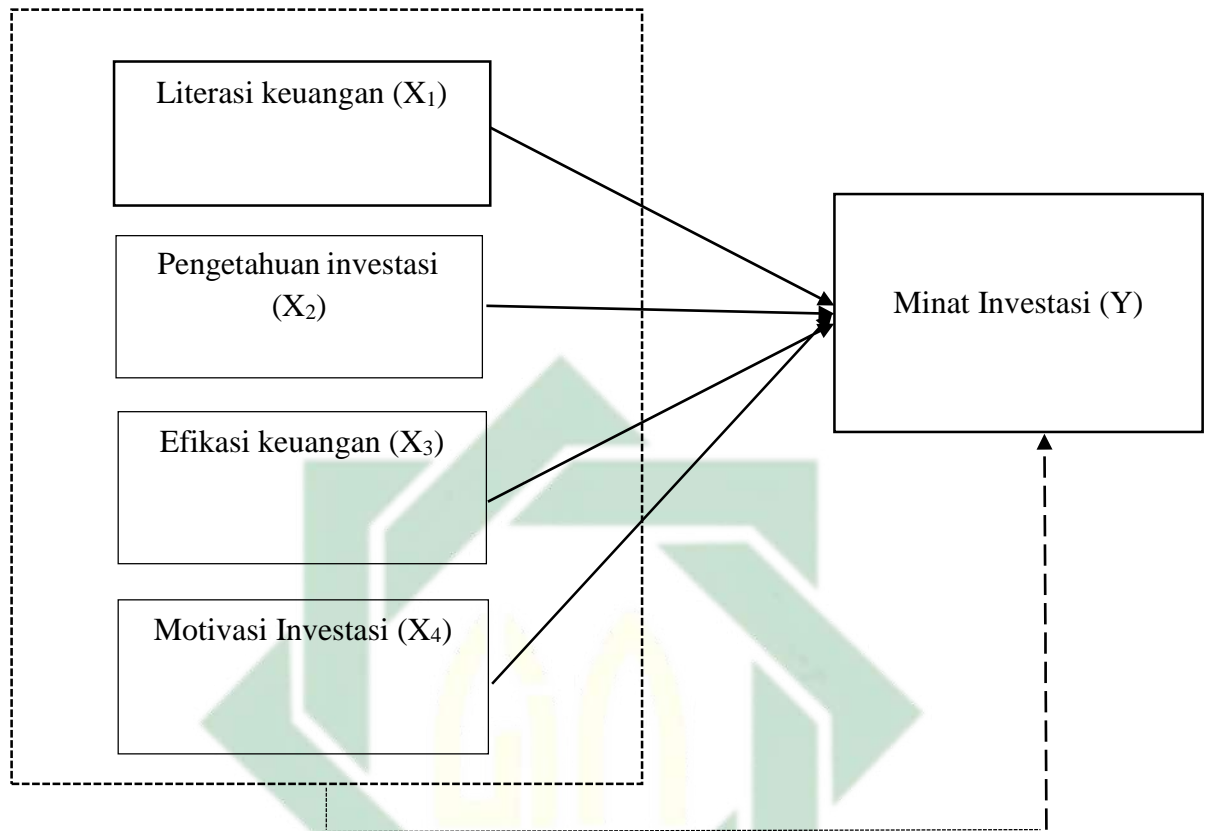 Literasi keuangan (X₁)
Pengetahuan investasi
(X₂)
Efikasi keuangan (X₃)
Motivasi Investasi (X₄)
Minat Investasi (Y)